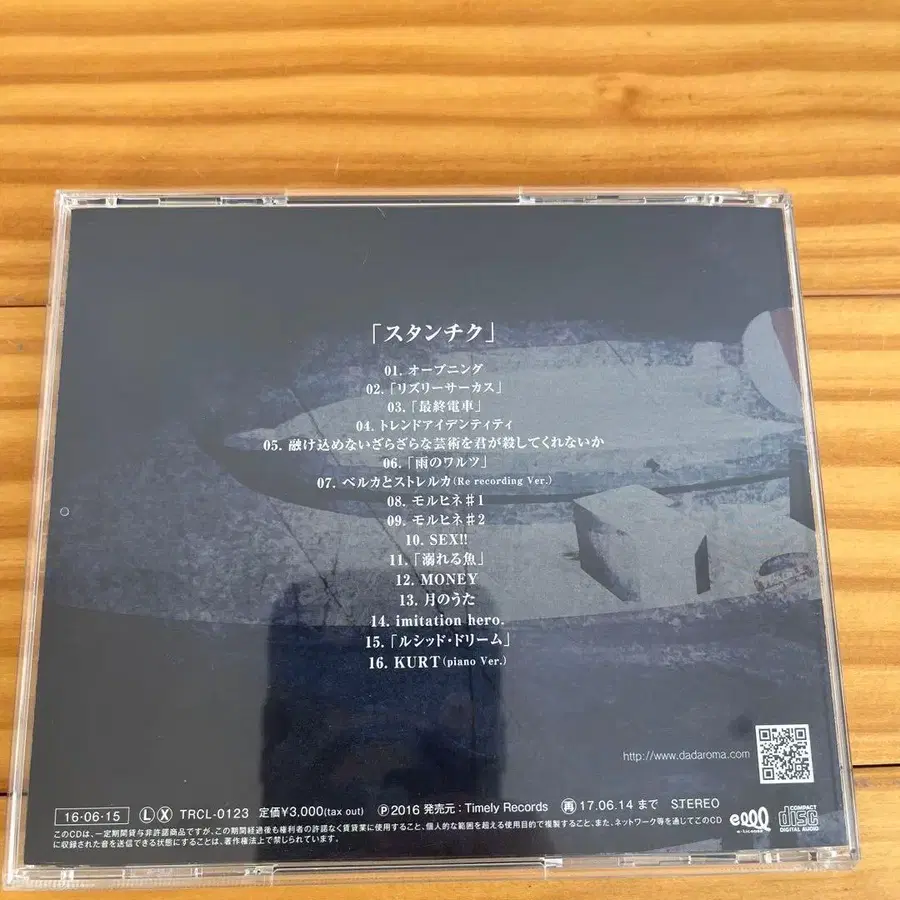 「スタンチク」
01. オープニング
02.「リズリーサーカス」
03.「最終電車」
04. トレンドアイデンティティ
05. 融け込めないざらざらな芸術を君が殺してくれないか
06.「雨のワルツ」
07. ベルカとストレルカ(Re recording Ver.)
08. モルヒネ♯1
09. モルヒネ♯2
10. SEX!!
11.「溺れる魚」
12. MONEY
13. 月のうた
14. imitation hero.
15.「ルシッド・ドリーム」
16. KURT(piano Ver.)
http://www.dadaroma.com
16·06·15 Ⓛ Ⓧ TRCL-0123 定価¥3,000(tax out) Ⓟ2016 発売元: Timely Records ㊢17.06.14 まで STEREO
このCDは、一定期間貸与非許諾商品ですが、この期間経過後も権利者の許諾なく賃貸業に使用すること、個人的な範囲を超える使用目的で複製すること、また、ネットワーク等を通じてこのCD
に収録された音を送信できる状態にすることは、著作権法上で禁じられています。
e-license
COMPACT
disc
DIGITAL AUDIO